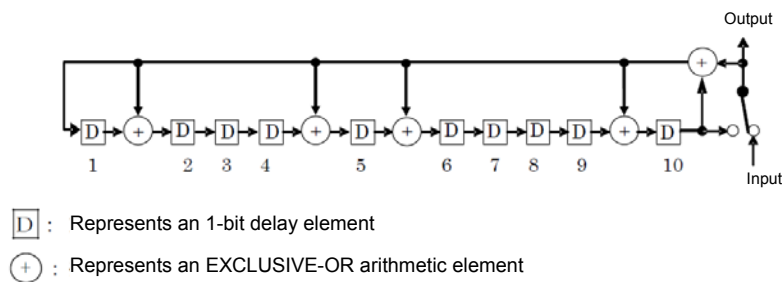 Output
+
D + D D D + D + D D D D + D
1 2 3 4 5 6 7 8 9 10
Input
D : Represents an 1-bit delay element
+ : Represents an EXCLUSIVE-OR arithmetic element